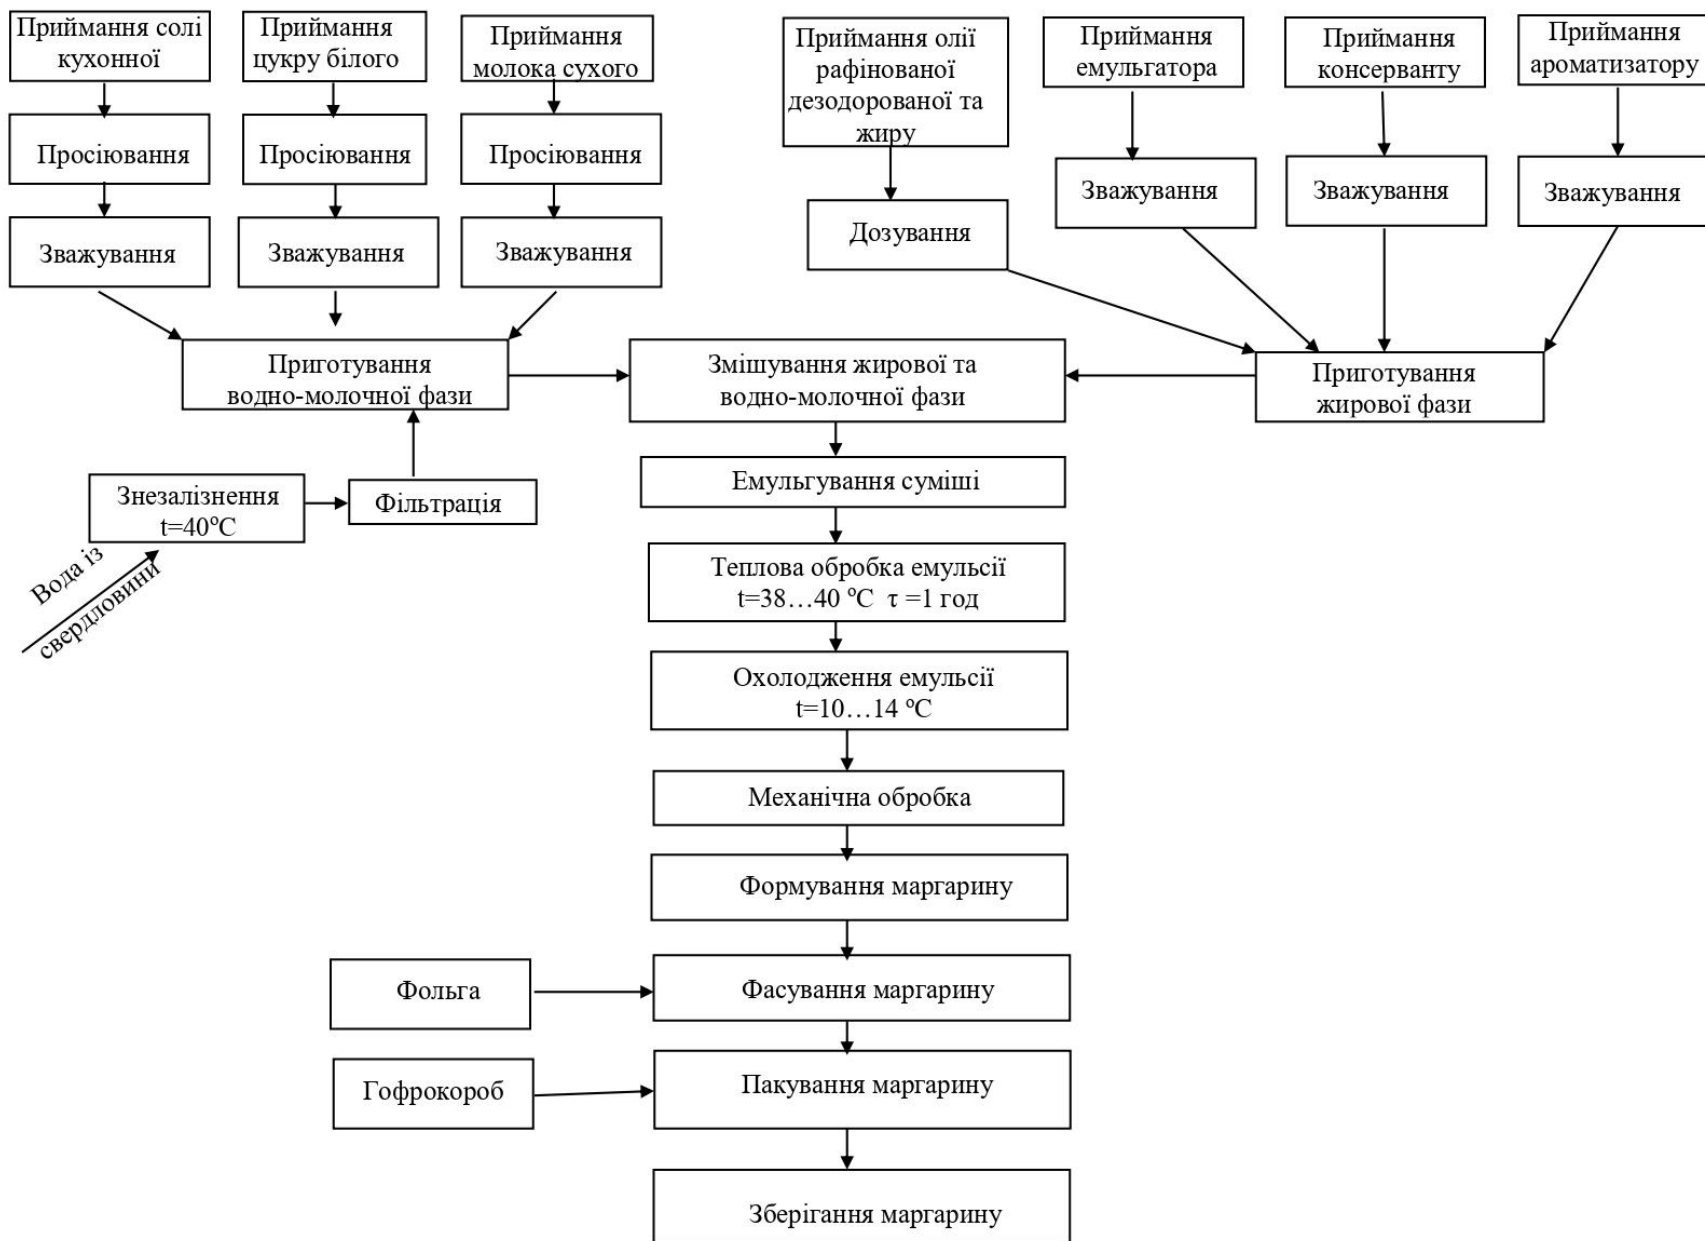 Приймання солі
кухонної
Приймання
цукру білого
Приймання
молока сухого
Приймання олії
рафінованої
дезодорованої та
жиру
Приймання
емульгатора
Приймання
консерванту
Приймання
ароматизатору
Просіювання
Просіювання
Просіювання
Зважування
Зважування
Зважування
Зважування
Зважування
Зважування
Дозування
Приготування
водно-молочної фази
Змішування жирової та
водно-молочної фази
Приготування
жирової фази
Знезалізнення
t=40°С
Фільтрація
Вода із
свердловини
Емульгування суміші
Теплова обробка емульсії
t=38…40 °С τ =1 год
Охолодження емульсії
t=10…14 °С
Механічна обробка
Формування маргарину
Фольга
Фасування маргарину
Гофрокороб
Пакування маргарину
Зберігання маргарину